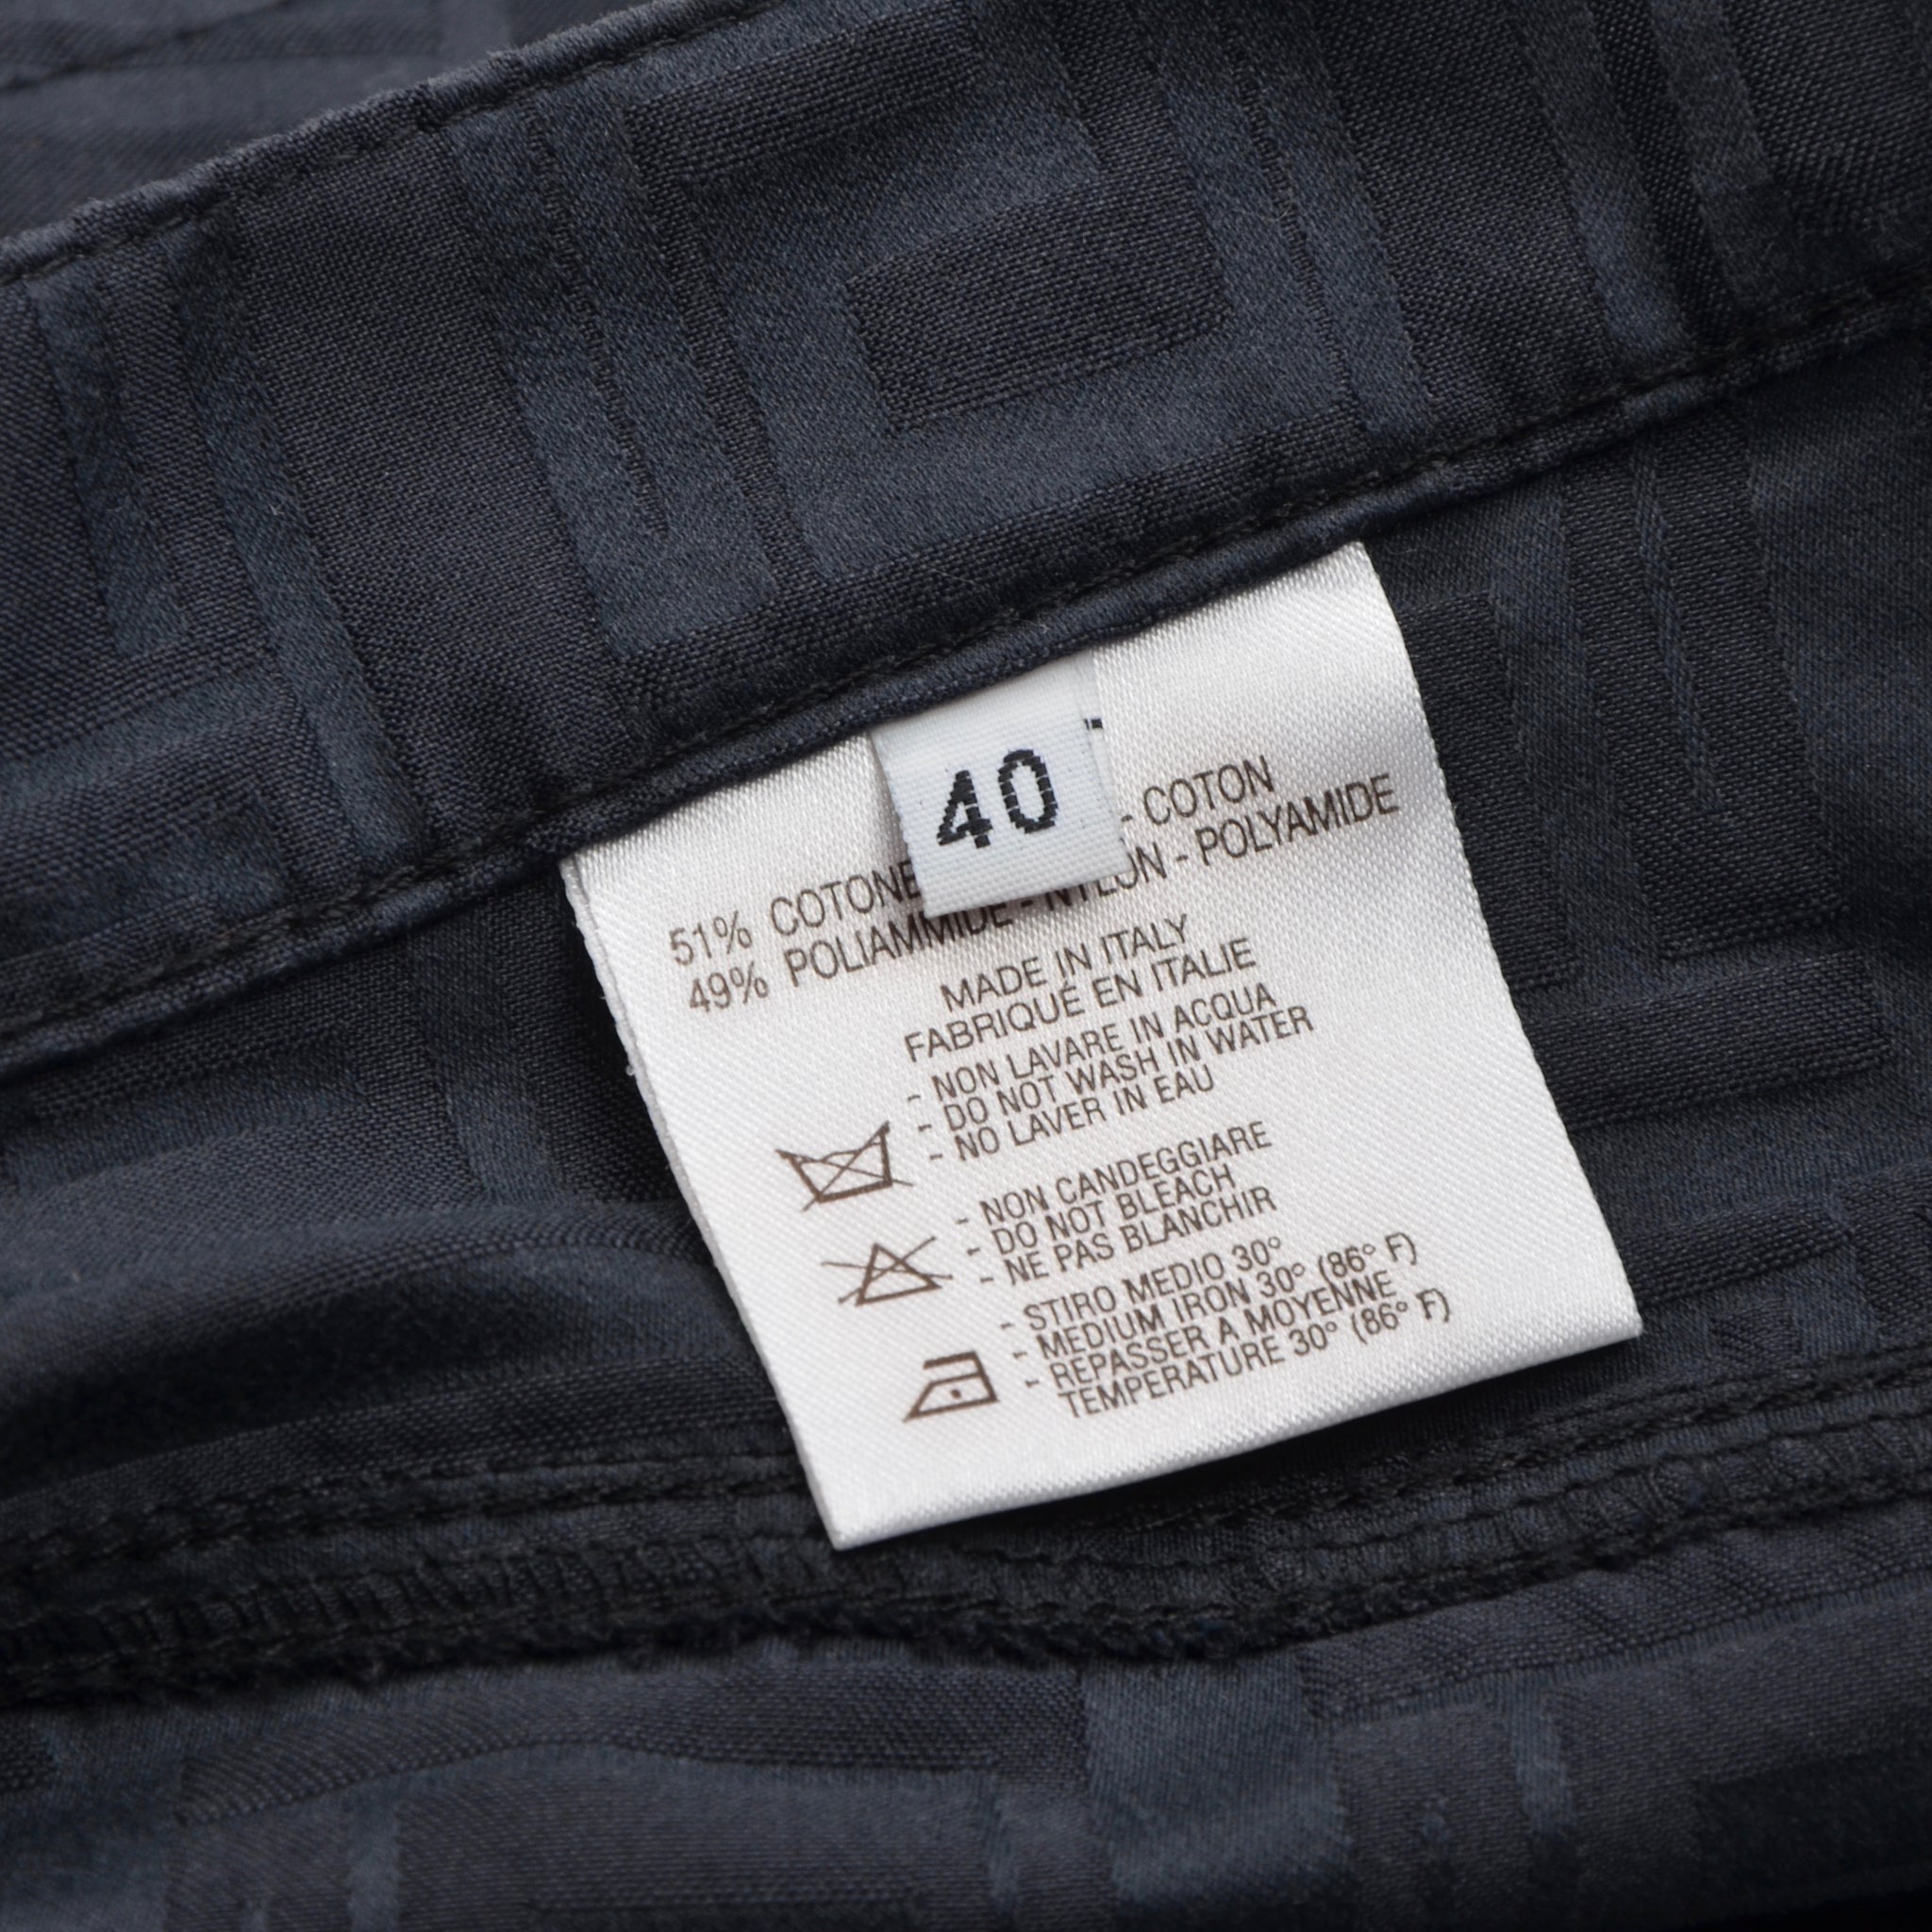 40
51% COTONE - COTON
49% POLIAMMIDE - NYLON - POLYAMIDE
MADE IN ITALY
FABRIQUÉ EN ITALIE
- NON LAVARE IN ACQUA
- DO NOT WASH IN WATER
- NO LAVER IN EAU
- NON CANDEGGIARE
- DO NOT BLEACH
- NE PAS BLANCHIR
- STIRO MEDIO 30°
- MEDIUM IRON 30° (86° F)
- REPASSER A MOYENNE
TEMPERATURE 30° (86° F)